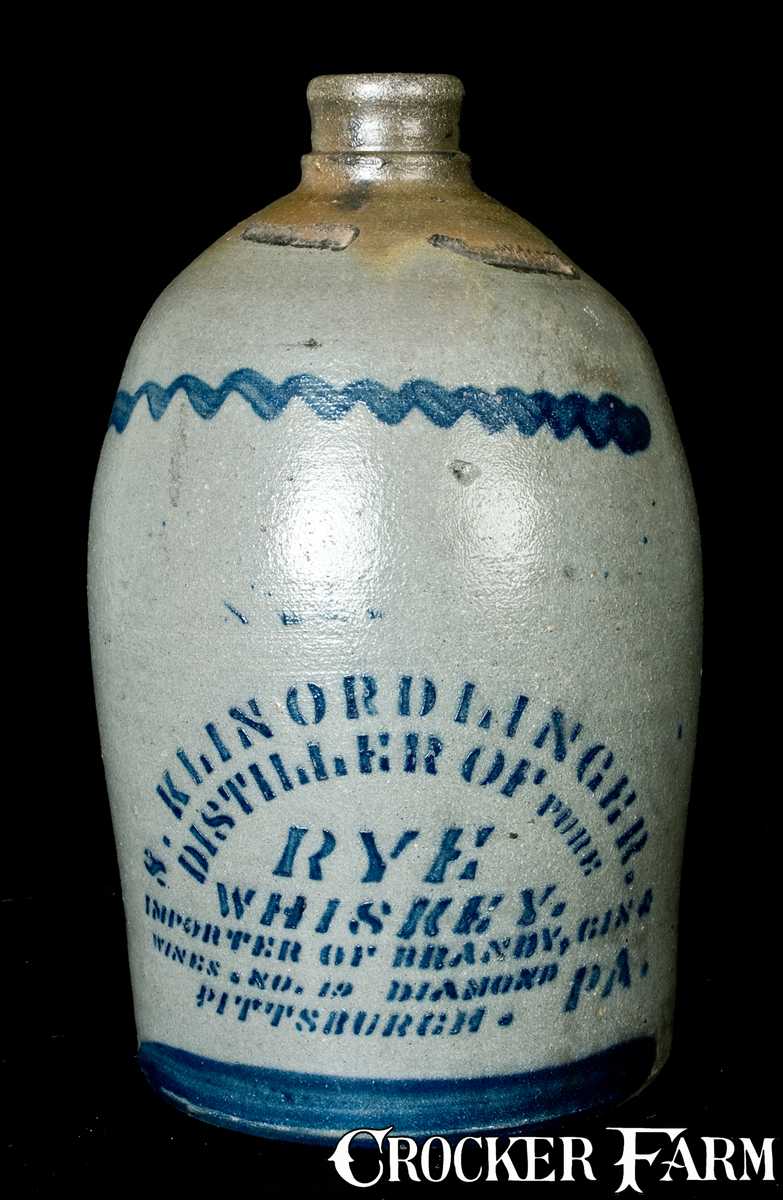 S. KLINORDLINGER.
DISTILLER OF PURE
RYE
WHISKEY.
IMPORTER OF BRANDY, GIN &
WINES. NO. 19 DIAMOND
PITTSBURGH. PA.
CROCKER FARM